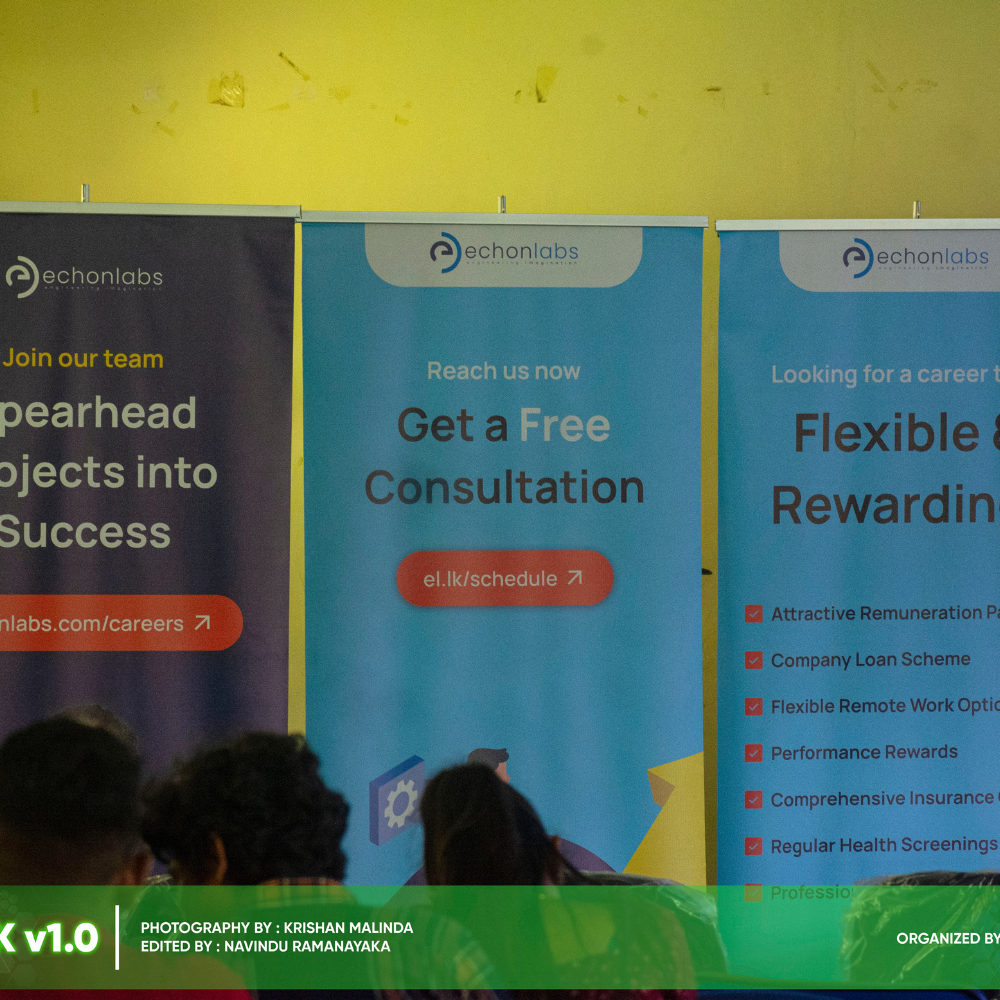 echonlabs
engineering imagination
Join our team
pearhead
ojects into
Success
nlabs.com/careers
echonlabs
engineering imagination
Reach us now
Get a Free
Consultation
el.lk/schedule
echonlabs
engineering imagination
Looking for a career t
Flexible &
Rewardin
Attractive Remuneration Pa
Company Loan Scheme
Flexible Remote Work Optio
Performance Rewards
Comprehensive Insurance
Regular Health Screenings
Professio
K v1.0
PHOTOGRAPHY BY : KRISHAN MALINDA
EDITED BY : NAVINDU RAMANAYAKA
ORGANIZED BY